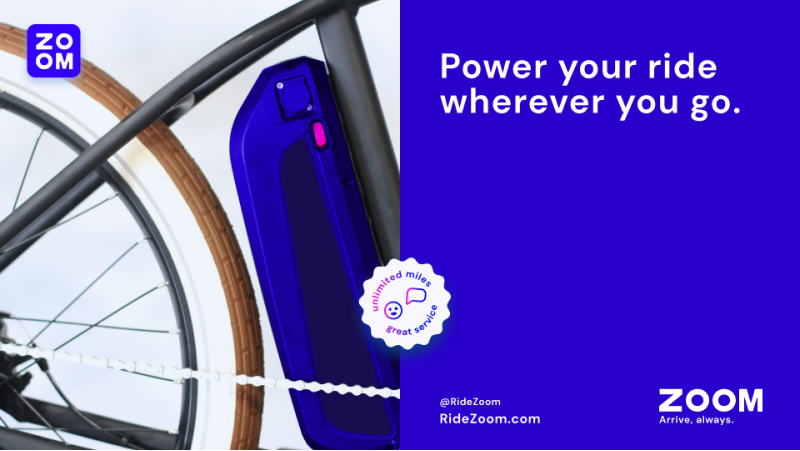 ZO
OM
Power your ride
wherever you go.
unlimited miles
great service
@RideZoom
RideZoom.com
ZOOM
Arrive, always.